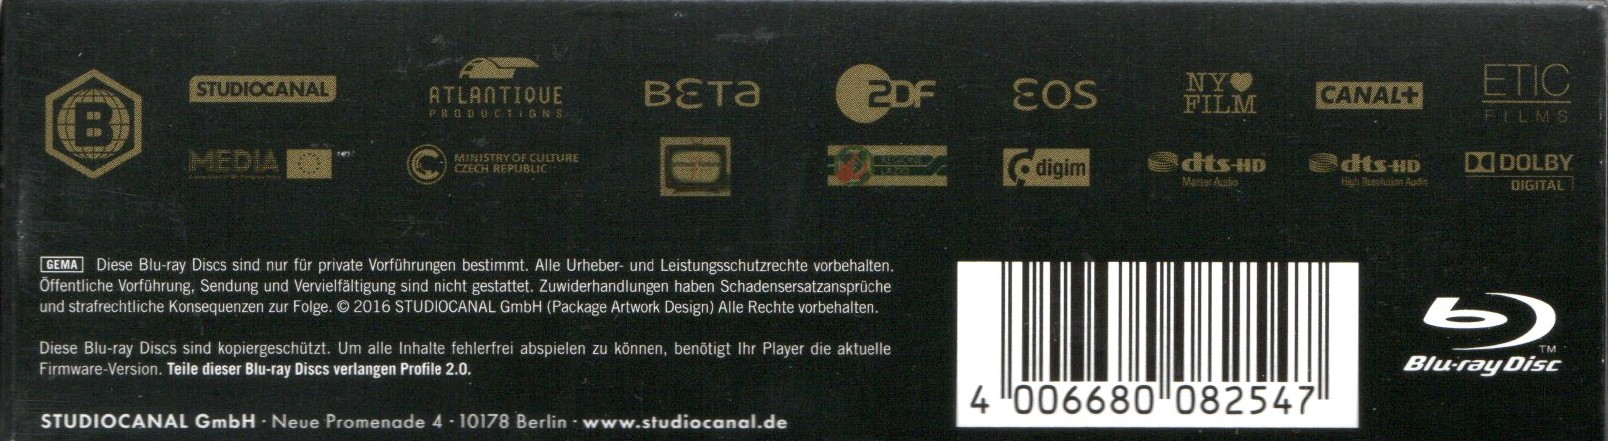 B
STUDIOCANAL
ATLANTIQUE
PRODUCTIONS
BETA
ZDF
EOS
NY
FILM
CANAL+
ETIC
FILMS
MEDIA
MINISTRY OF CULTURE
CZECH REPUBLIC
digim
dts-HD
Master Audio
dts-HD
High Resolution Audio
DOLBY
DIGITAL
GEMA Diese Blu-ray Discs sind nur für private Vorführungen bestimmt. Alle Urheber- und Leistungsschutzrechte vorbehalten.
Öffentliche Vorführung, Sendung und Vervielfältigung sind nicht gestattet. Zuwiderhandlungen haben Schadensersatzansprüche
und strafrechtliche Konsequenzen zur Folge. © 2016 STUDIOCANAL GmbH (Package Artwork Design) Alle Rechte vorbehalten.
Diese Blu-ray Discs sind kopiergeschützt. Um alle Inhalte fehlerfrei abspielen zu können, benötigt Ihr Player die aktuelle
Firmware-Version. Teile dieser Blu-ray Discs verlangen Profile 2.0.
STUDIOCANAL GmbH · Neue Promenade 4 · 10178 Berlin · www.studiocanal.de
4 006680 082547
TM
Blu-ray Disc